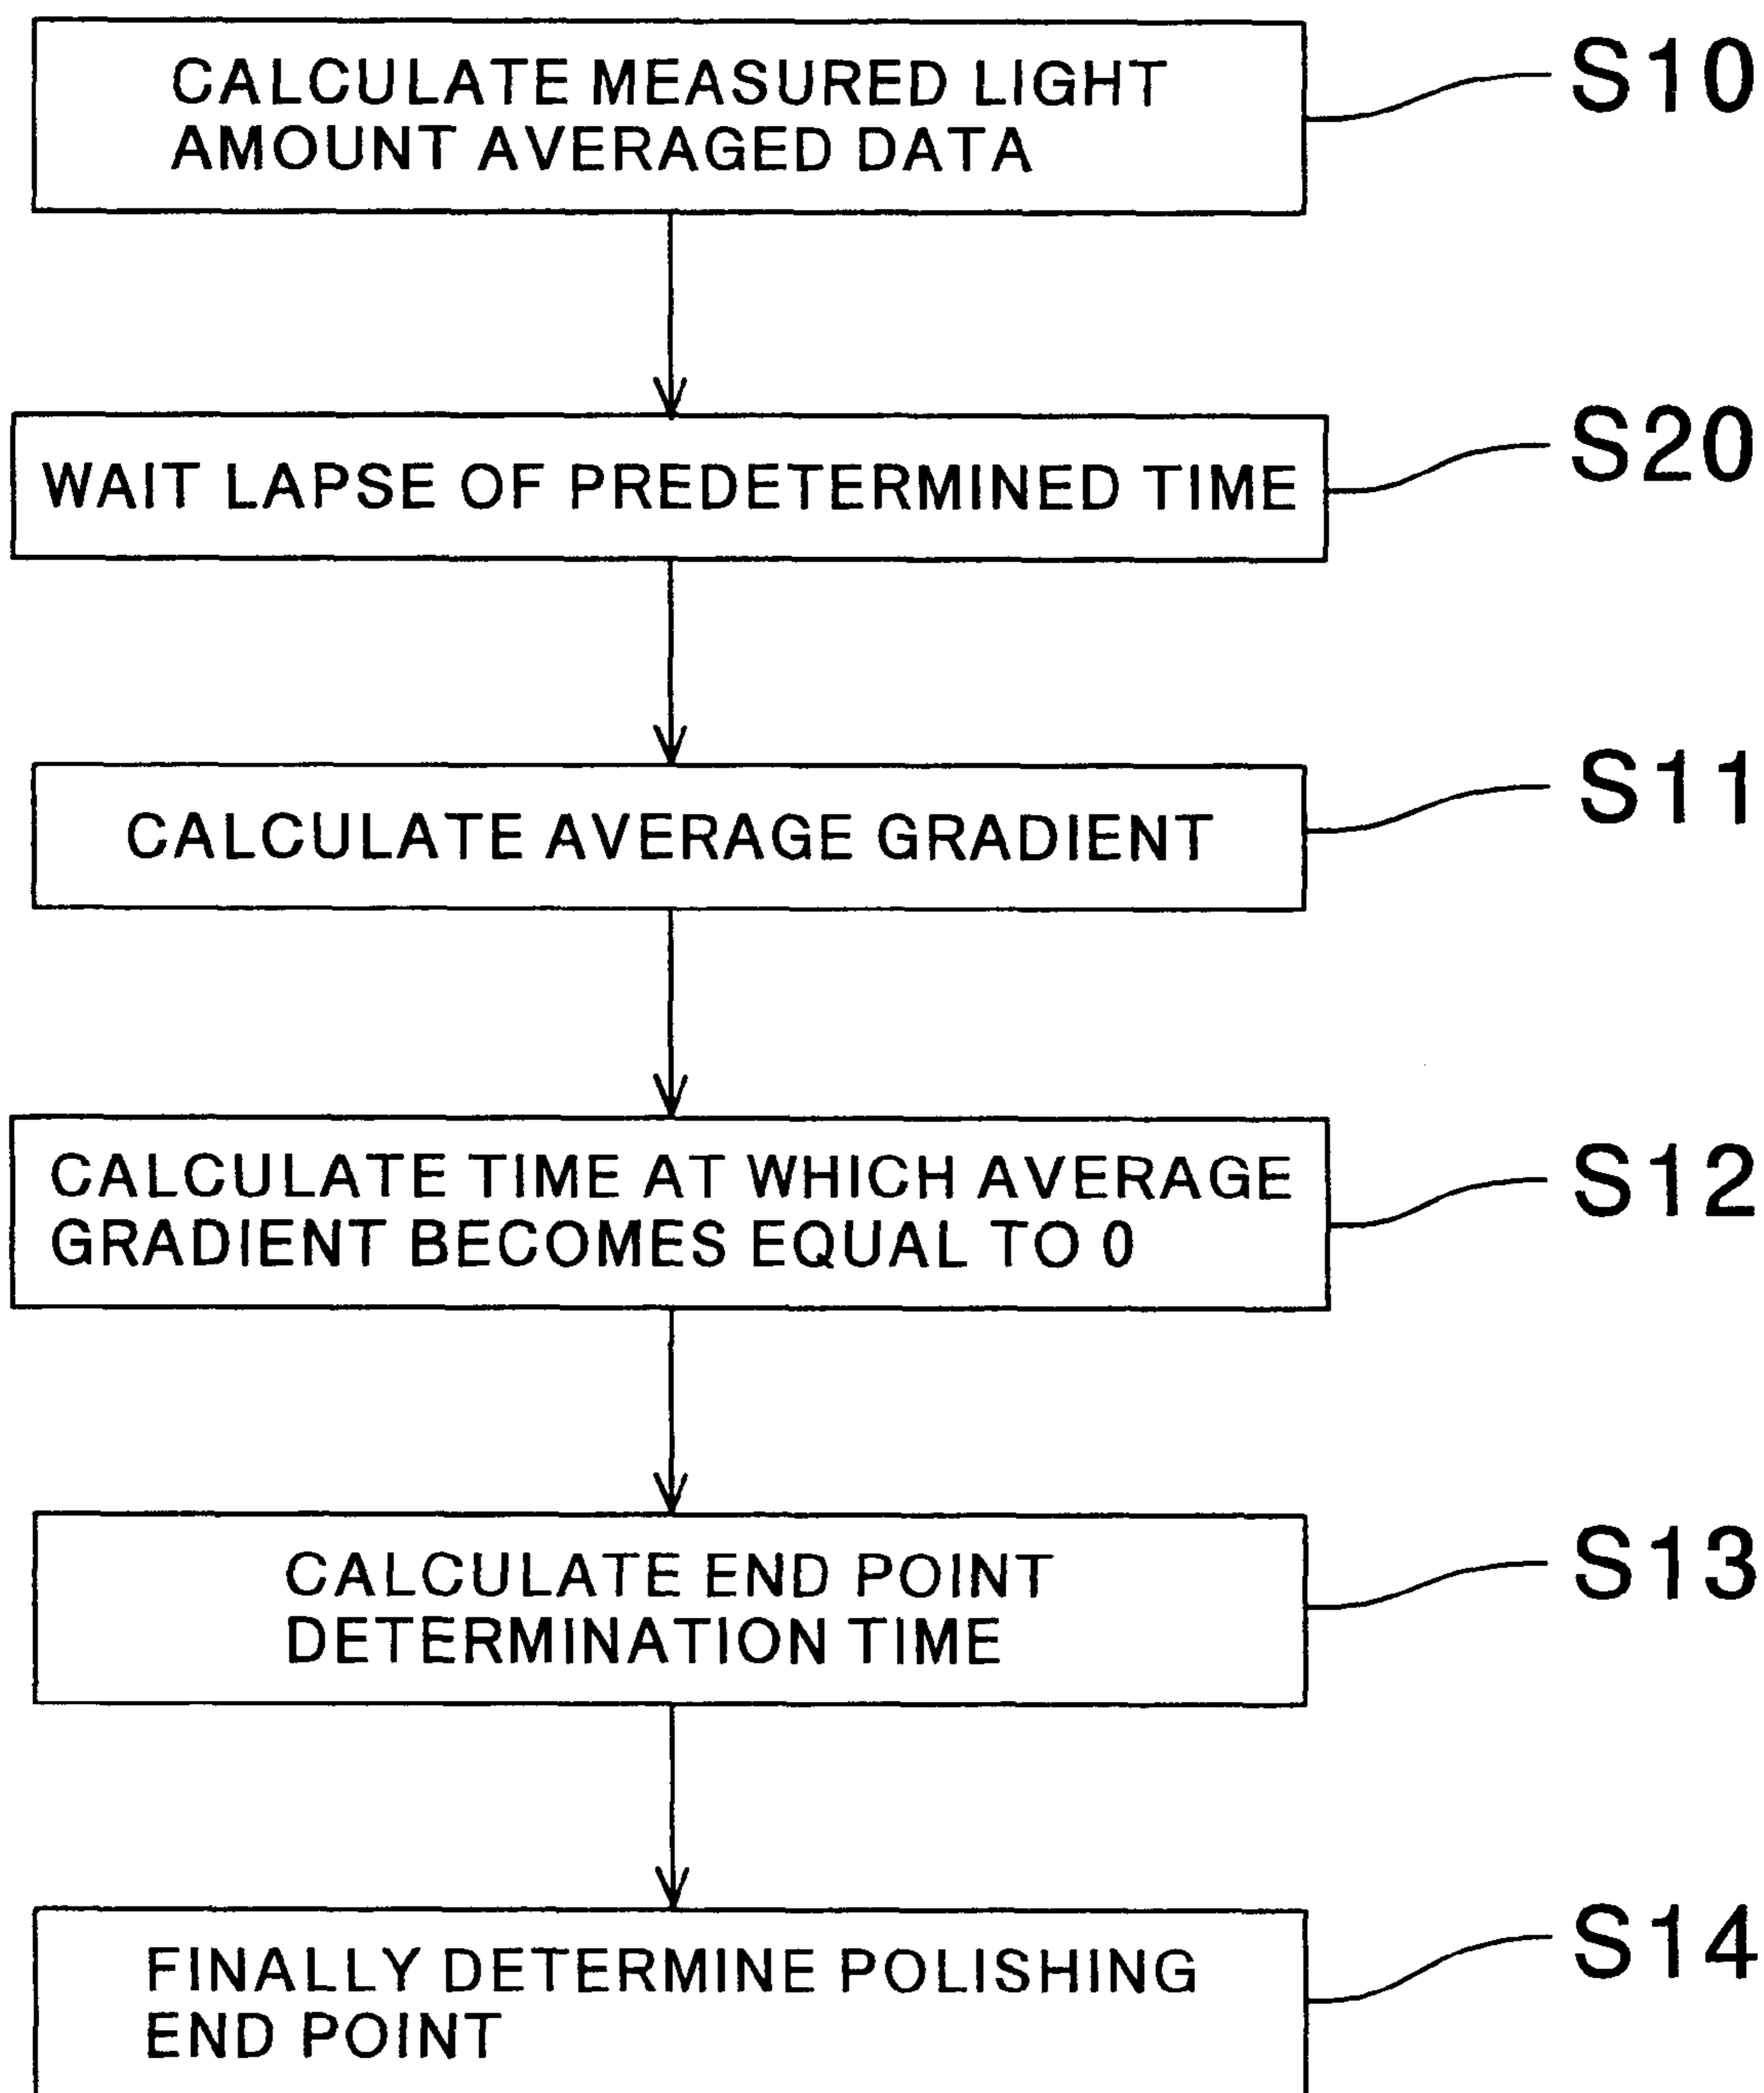 CALCULATE MEASURED LIGHT
AMOUNT AVERAGED DATA
S10
WAIT LAPSE OF PREDETERMINED TIME
S20
CALCULATE AVERAGE GRADIENT
S11
CALCULATE TIME AT WHICH AVERAGE
GRADIENT BECOMES EQUAL TO 0
S12
CALCULATE END POINT
DETERMINATION TIME
S13
FINALLY DETERMINE POLISHING
END POINT
S14